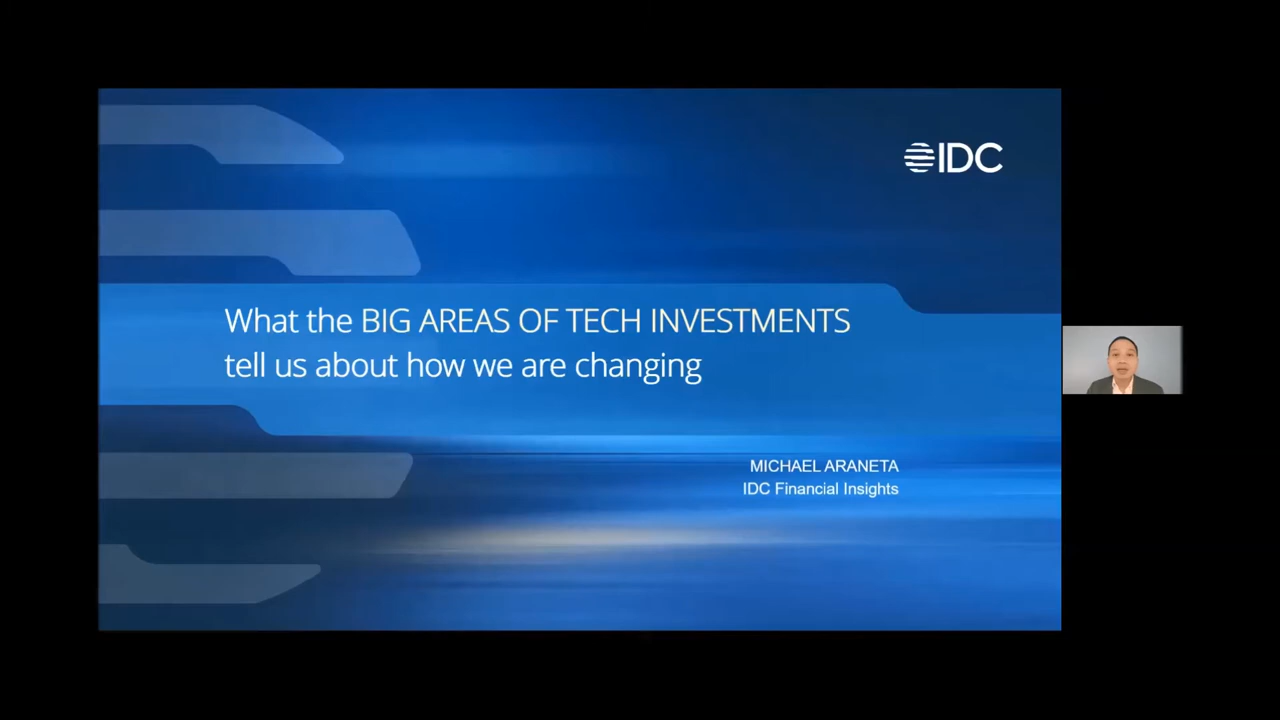 IDC
What the BIG AREAS OF TECH INVESTMENTS
tell us about how we are changing
MICHAEL ARANETA
IDC Financial Insights